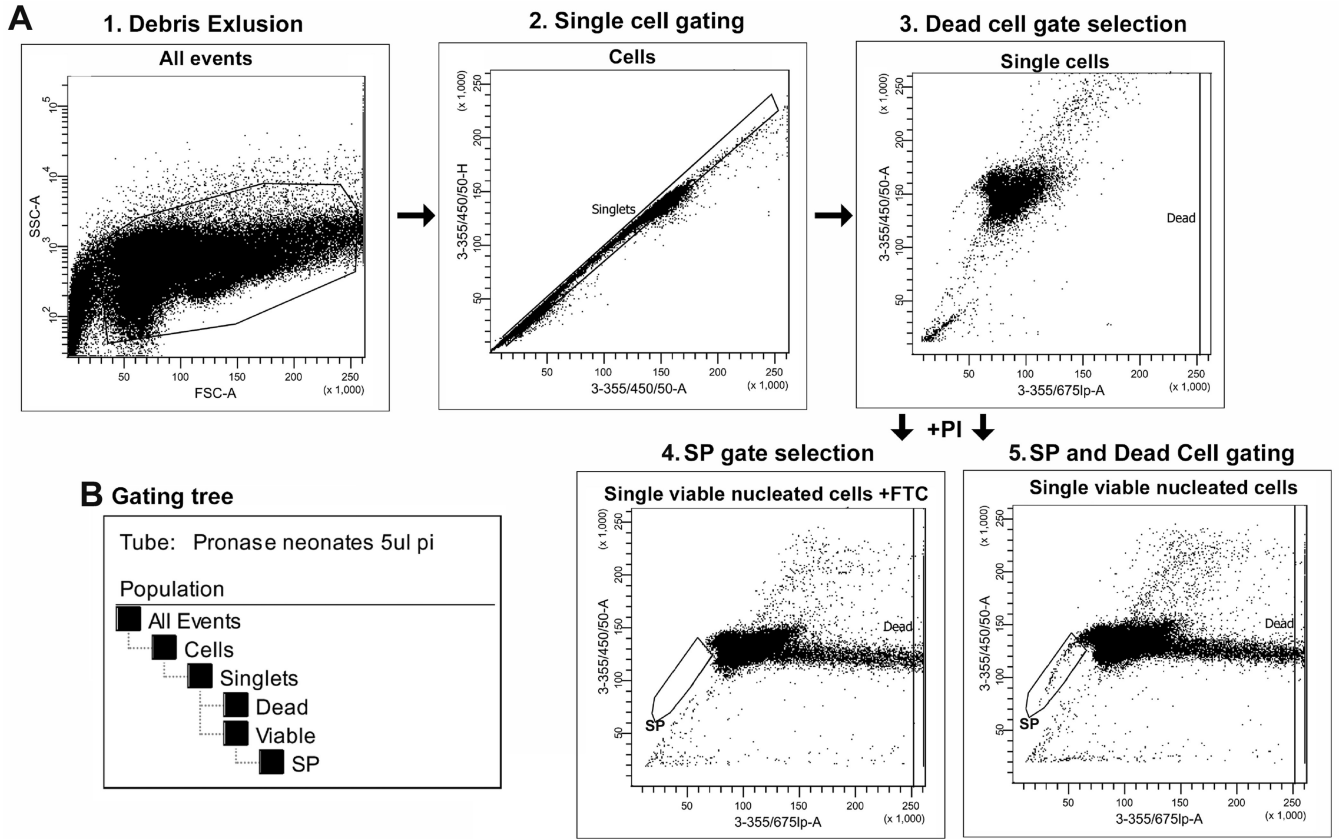 A
1. Debris Exlusion
All events
10^5
10^4
10^3
10^2
SSC-A
50 100 150 200 250
FSC-A (x 1,000)
2. Single cell gating
Cells
(x 1,000)
250
200
150
100
50
3-355/450/50-H
Singlets
50 100 150 200 250
3-355/450/50-A (x 1,000)
3. Dead cell gate selection
Single cells
(x 1,000)
250
200
150
100
50
3-355/450/50-A
Dead
50 100 150 200 250
3-355/675lp-A (x 1,000)
+PI
4. SP gate selection
Single viable nucleated cells +FTC
(x 1,000)
250
200
150
100
50
3-355/450/50-A
Dead
SP
50 100 150 200 250
3-355/675lp-A (x 1,000)
5. SP and Dead Cell gating
Single viable nucleated cells
(x 1,000)
250
200
150
100
50
3-355/450/50-A
Dead
SP
50 100 150 200 250
3-355/675lp-A (x 1,000)
B Gating tree
Tube: Pronase neonates 5ul pi
Population
All Events
Cells
Singlets
Dead
Viable
SP